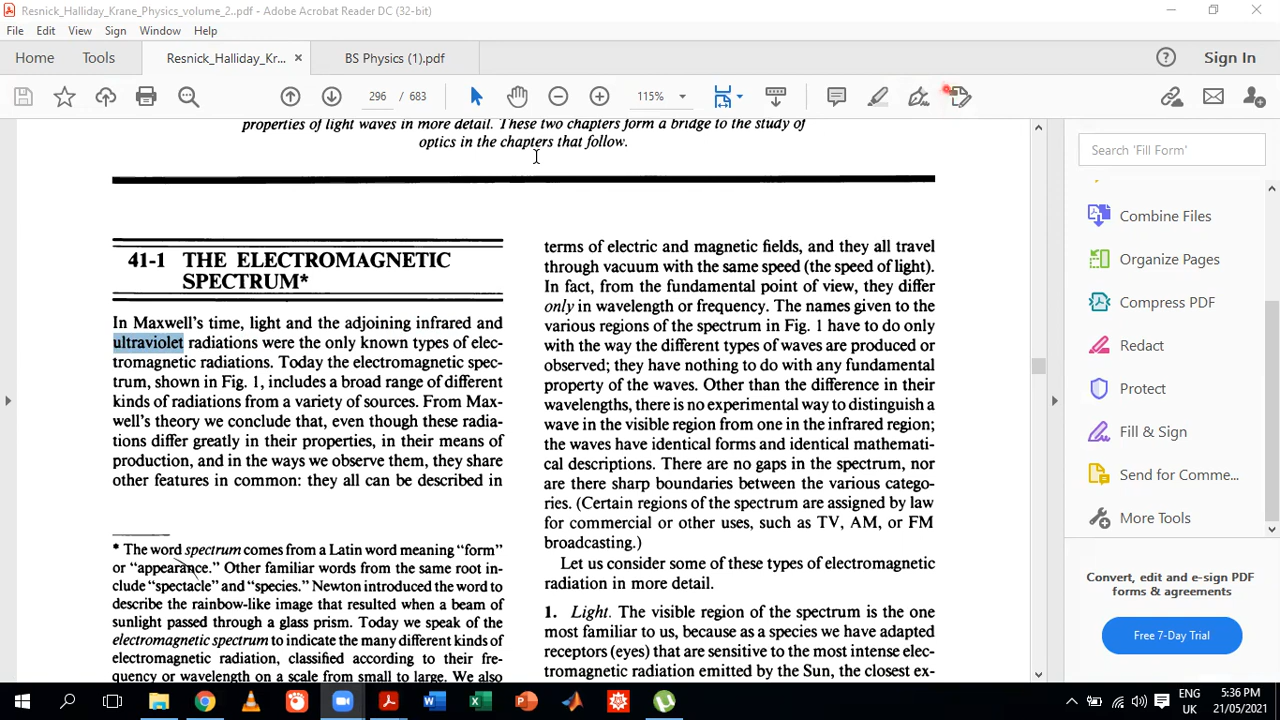 Resnick_Halliday_Krane_Physics_volume_2..pdf - Adobe Acrobat Reader DC (32-bit)
File Edit View Sign Window Help
Home Tools Resnick_Halliday_Kr... × BS Physics (1).pdf Sign In
296 / 683 115%
properties of light waves in more detail. These two chapters form a bridge to the study of
optics in the chapters that follow.
41-1 THE ELECTROMAGNETIC
SPECTRUM*
In Maxwell's time, light and the adjoining infrared and
ultraviolet radiations were the only known types of elec-
tromagnetic radiations. Today the electromagnetic spec-
trum, shown in Fig. 1, includes a broad range of different
kinds of radiations from a variety of sources. From Max-
well's theory we conclude that, even though these radia-
tions differ greatly in their properties, in their means of
production, and in the ways we observe them, they share
other features in common: they all can be described in
* The word spectrum comes from a Latin word meaning "form"
or "appearance." Other familiar words from the same root in-
clude "spectacle" and "species." Newton introduced the word to
describe the rainbow-like image that resulted when a beam of
sunlight passed through a glass prism. Today we speak of the
electromagnetic spectrum to indicate the many different kinds of
electromagnetic radiation, classified according to their fre-
quency or wavelength on a scale from small to large. We also
terms of electric and magnetic fields, and they all travel
through vacuum with the same speed (the speed of light).
In fact, from the fundamental point of view, they differ
only in wavelength or frequency. The names given to the
various regions of the spectrum in Fig. 1 have to do only
with the way the different types of waves are produced or
observed; they have nothing to do with any fundamental
property of the waves. Other than the difference in their
wavelengths, there is no experimental way to distinguish a
wave in the visible region from one in the infrared region;
the waves have identical forms and identical mathemati-
cal descriptions. There are no gaps in the spectrum, nor
are there sharp boundaries between the various catego-
ries. (Certain regions of the spectrum are assigned by law
for commercial or other uses, such as TV, AM, or FM
broadcasting.)
Let us consider some of these types of electromagnetic
radiation in more detail.
1. Light. The visible region of the spectrum is the one
most familiar to us, because as a species we have adapted
receptors (eyes) that are sensitive to the most intense elec-
tromagnetic radiation emitted by the Sun, the closest ex-
Search 'Fill Form'
Combine Files
Organize Pages
Compress PDF
Redact
Protect
Fill & Sign
Send for Comme...
More Tools
Convert, edit and e-sign PDF
forms & agreements
Free 7-Day Trial
ENG
UK
5:36 PM
21/05/2021